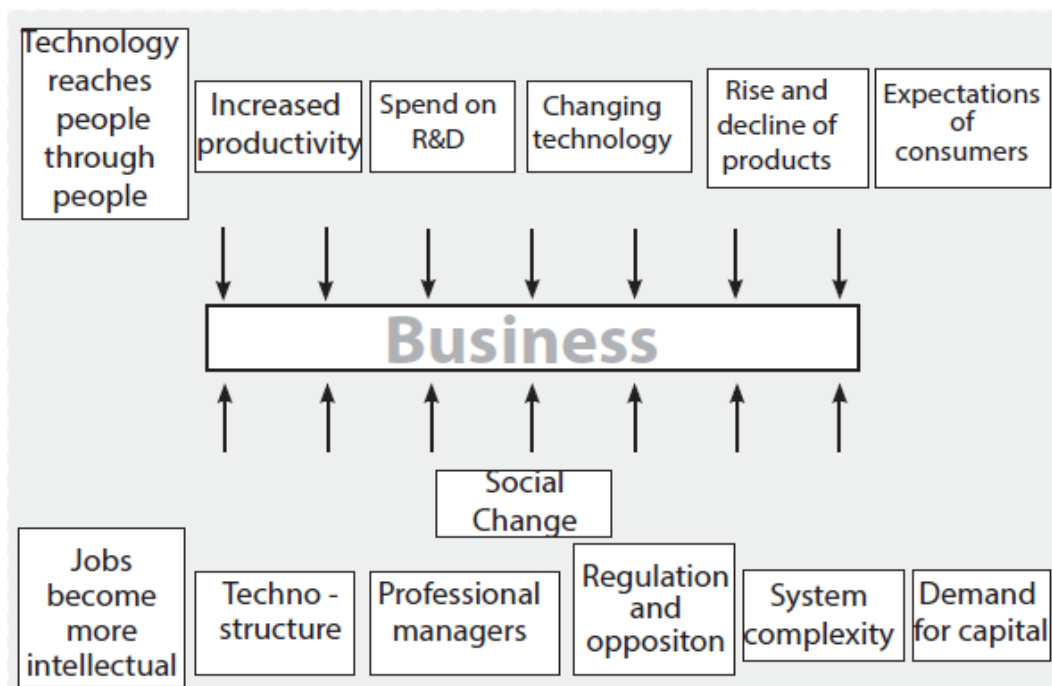 Technology
reaches
people
through
people
Increased
productivity
Spend on
R&D
Changing
technology
Rise and
decline of
products
Expectations
of
consumers
Business
Social
Change
Jobs
become
more
intellectual
Techno -
structure
Professional
managers
Regulation
and
oppositon
System
complexity
Demand
for capital